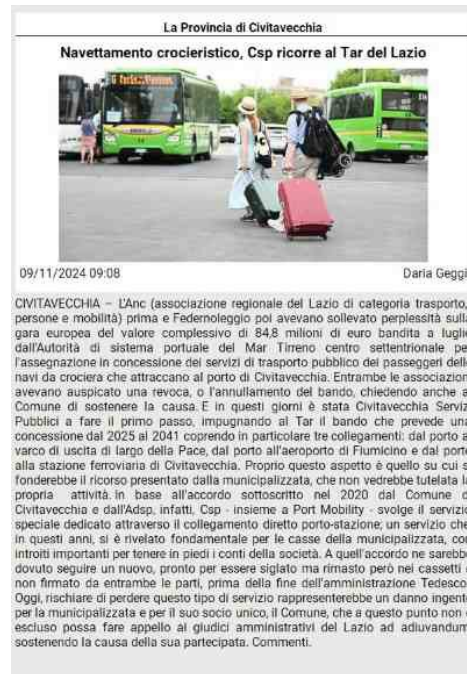 La Provincia di Civitavecchia
Navettamento crocieristico, Csp ricorre al Tar del Lazio
09/11/2024 09:08
Daria Geggi
CIVITAVECCHIA – L'Anc (associazione regionale del Lazio di categoria trasporto,
persone e mobilità) prima e Federnoleggio poi avevano sollevato perplessità sulla
gara europea del valore complessivo di 84,8 milioni di euro bandita a luglio
dall'Autorità di sistema portuale del Mar Tirreno centro settentrionale per
l'assegnazione in concessione dei servizi di trasporto pubblico dei passeggeri delle
navi da crociera che attraccano al porto di Civitavecchia. Entrambe le associazioni
avevano auspicato una revoca, o l'annullamento del bando, chiedendo anche al
Comune di sostenere la causa. E in questi giorni è stata Civitavecchia Servizi
Pubblici a fare il primo passo, impugnando al Tar il bando che prevede una
concessione dal 2025 al 2041 coprendo in particolare tre collegamenti: dal porto al
varco di uscita di largo della Pace, dal porto all'aeroporto di Fiumicino e dal porto
alla stazione ferroviaria di Civitavecchia. Proprio questo aspetto è quello su cui si
fonderebbe il ricorso presentato dalla municipalizzata, che non vedrebbe tutelata la
propria attività. In base all'accordo sottoscritto nel 2020 dal Comune di
Civitavecchia e dall'Adsp, infatti, Csp - insieme a Port Mobility - svolge il servizio
speciale dedicato attraverso il collegamento diretto porto-stazione; un servizio che,
in questi anni, si è rivelato fondamentale per le casse della municipalizzata, con
introiti importanti per tenere in piedi i conti della società. A quell'accordo ne sarebbe
dovuto seguire un nuovo, pronto per essere siglato ma rimasto però nei cassetti e
non firmato da entrambe le parti, prima della fine dell'amministrazione Tedesco.
Oggi, rischiare di perdere questo tipo di servizio rappresenterebbe un danno ingente
per la municipalizzata e per il suo socio unico, il Comune, che a questo punto non è
escluso possa fare appello ai giudici amministrativi del Lazio ad adiuvandum,
sostenendo la causa della sua partecipata. Commenti.